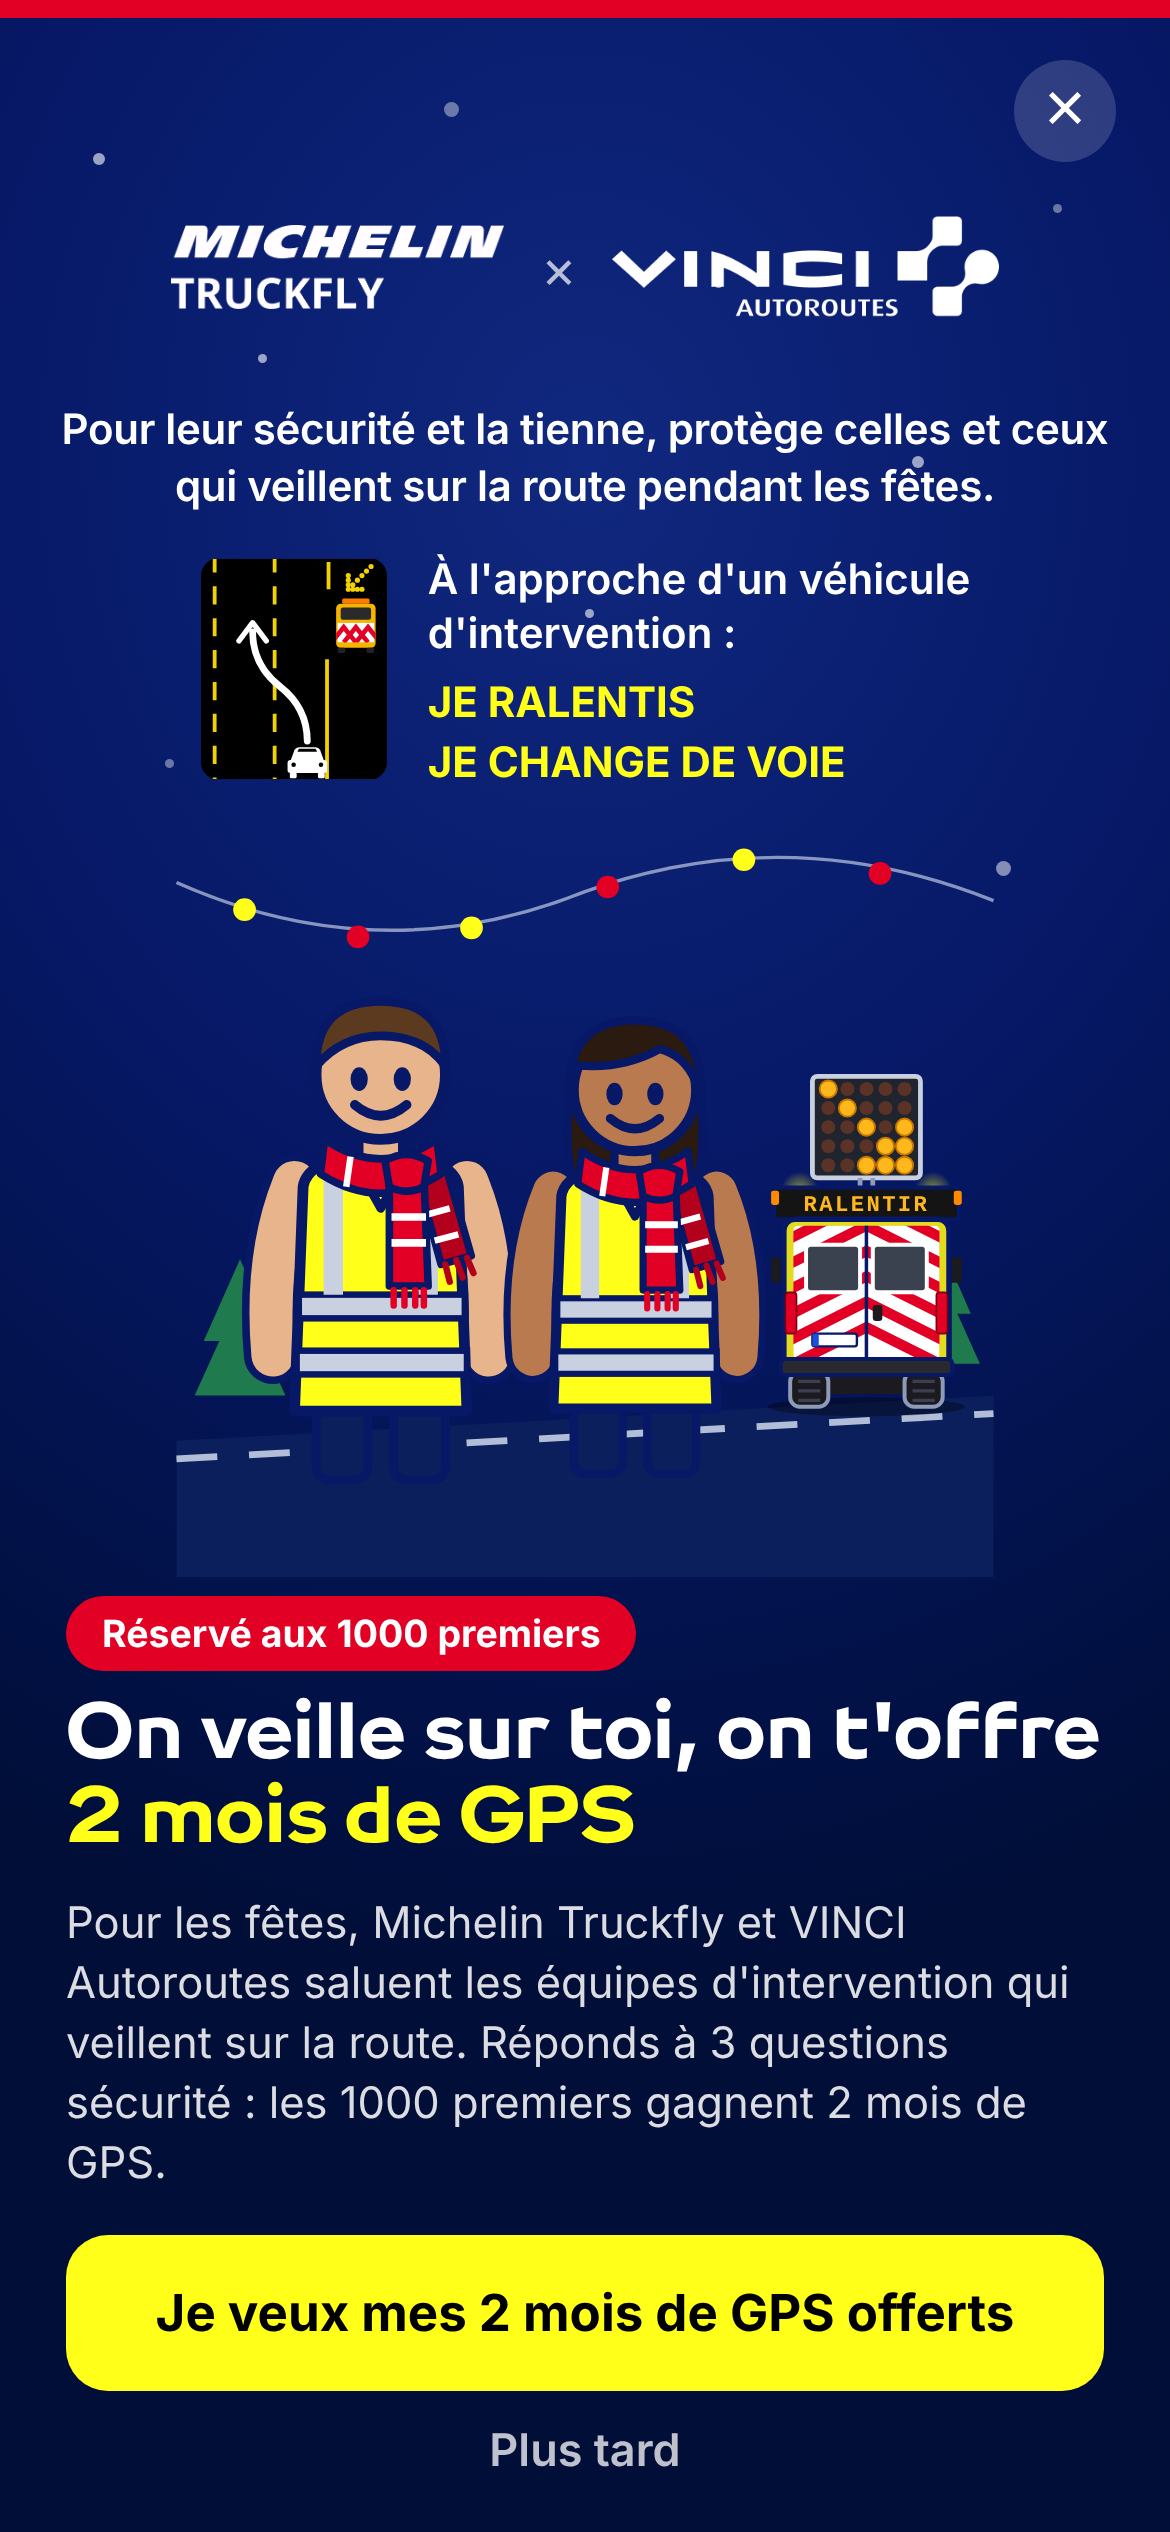 MICHELIN
TRUCKFLY
×
VINCI
AUTOROUTES
Pour leur sécurité et la tienne, protège celles et ceux
qui veillent sur la route pendant les fêtes.
À l'approche d'un véhicule
d'intervention :
JE RALENTIS
JE CHANGE DE VOIE
RALENTIR
Réservé aux 1000 premiers
On veille sur toi, on t'offre
2 mois de GPS
Pour les fêtes, Michelin Truckfly et VINCI
Autoroutes saluent les équipes d'intervention qui
veillent sur la route. Réponds à 3 questions
sécurité : les 1000 premiers gagnent 2 mois de
GPS.
Je veux mes 2 mois de GPS offerts
Plus tard